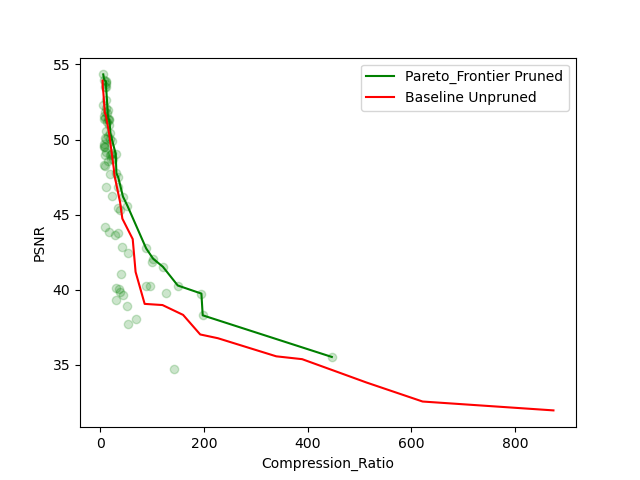 55
50
45
40
35
PSNR
0
200
400
600
800
Compression_Ratio
Pareto_Frontier Pruned
Baseline Unpruned